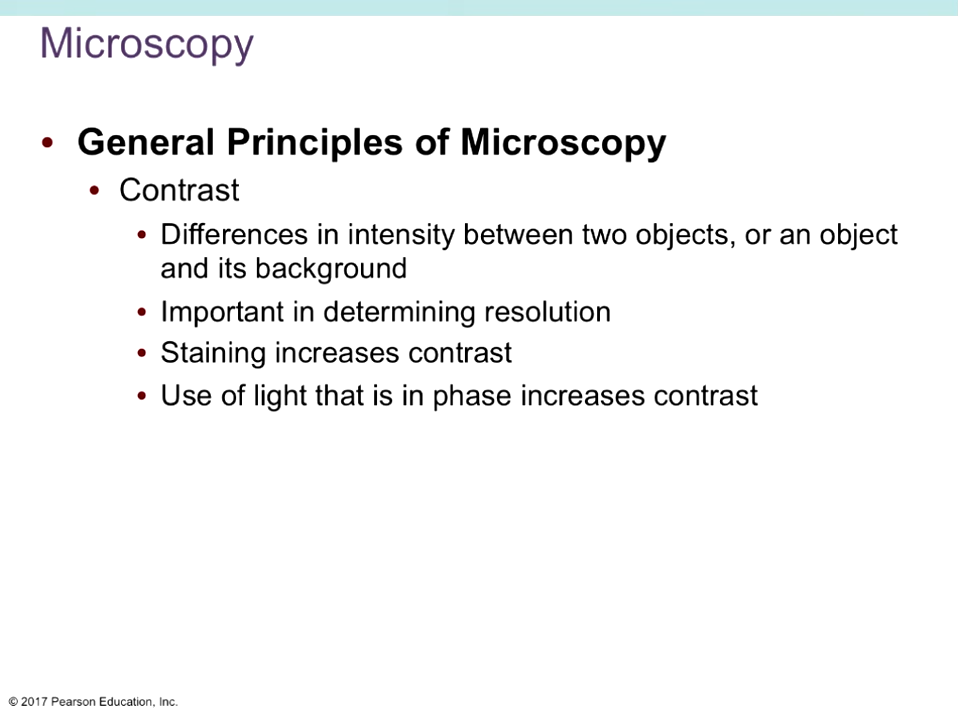 Microscopy
• General Principles of Microscopy
• Contrast
• Differences in intensity between two objects, or an object
and its background
• Important in determining resolution
• Staining increases contrast
• Use of light that is in phase increases contrast
© 2017 Pearson Education, Inc.